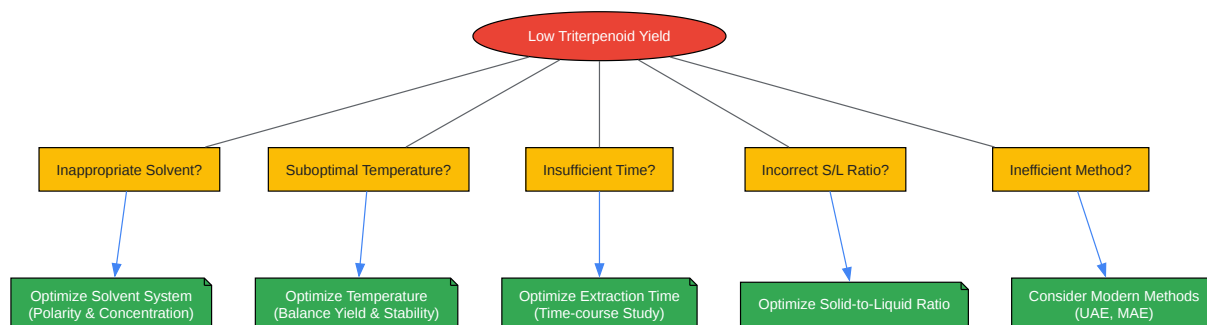 Low Triterpenoid Yield
Inappropriate Solvent?
Suboptimal Temperature?
Insufficient Time?
Incorrect S/L Ratio?
Inefficient Method?
Optimize Solvent System
(Polarity & Concentration)
Optimize Temperature
(Balance Yield & Stability)
Optimize Extraction Time
(Time-course Study)
Optimize Solid-to-Liquid Ratio
Consider Modern Methods
(UAE, MAE)